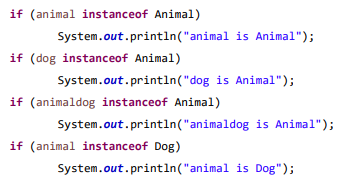 if (animal instanceof Animal)
System.out.println("animal is Animal");
if (dog instanceof Animal)
System.out.println("dog is Animal");
if (animaldog instanceof Animal)
System.out.println("animaldog is Animal");
if (animal instanceof Dog)
System.out.println("animal is Dog");